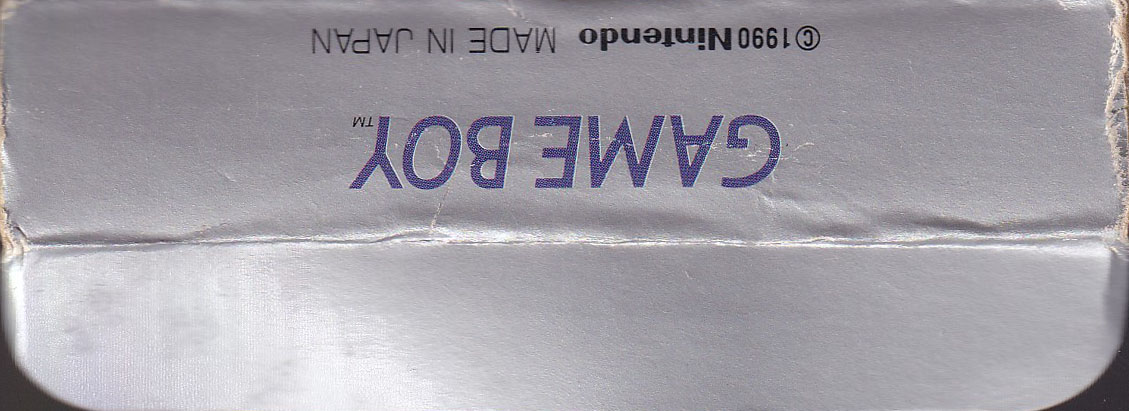 GAME BOY™
©1990 Nintendo MADE IN JAPAN